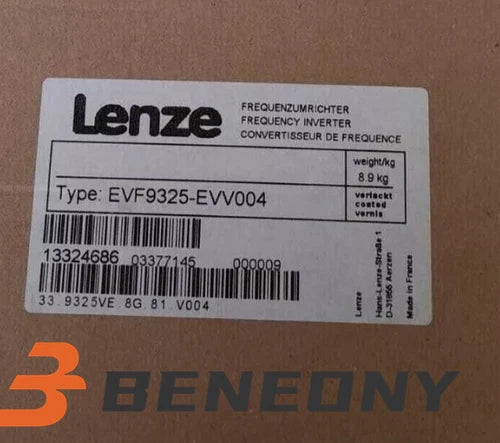 Lenze
FREQUENZUMRICHTER
FREQUENCY INVERTER
CONVERTISSEUR DE FREQUENCE
weight/kg
8.9 kg
Type: EVF9325-EVV004
verlackt
coated
vernis
13324686 03377145 000009
33.9325VE.8G.81.V004
Lenze
Hans-Lenze-Straße 1
D-31855 Aerzen
Made in France
BENEONY